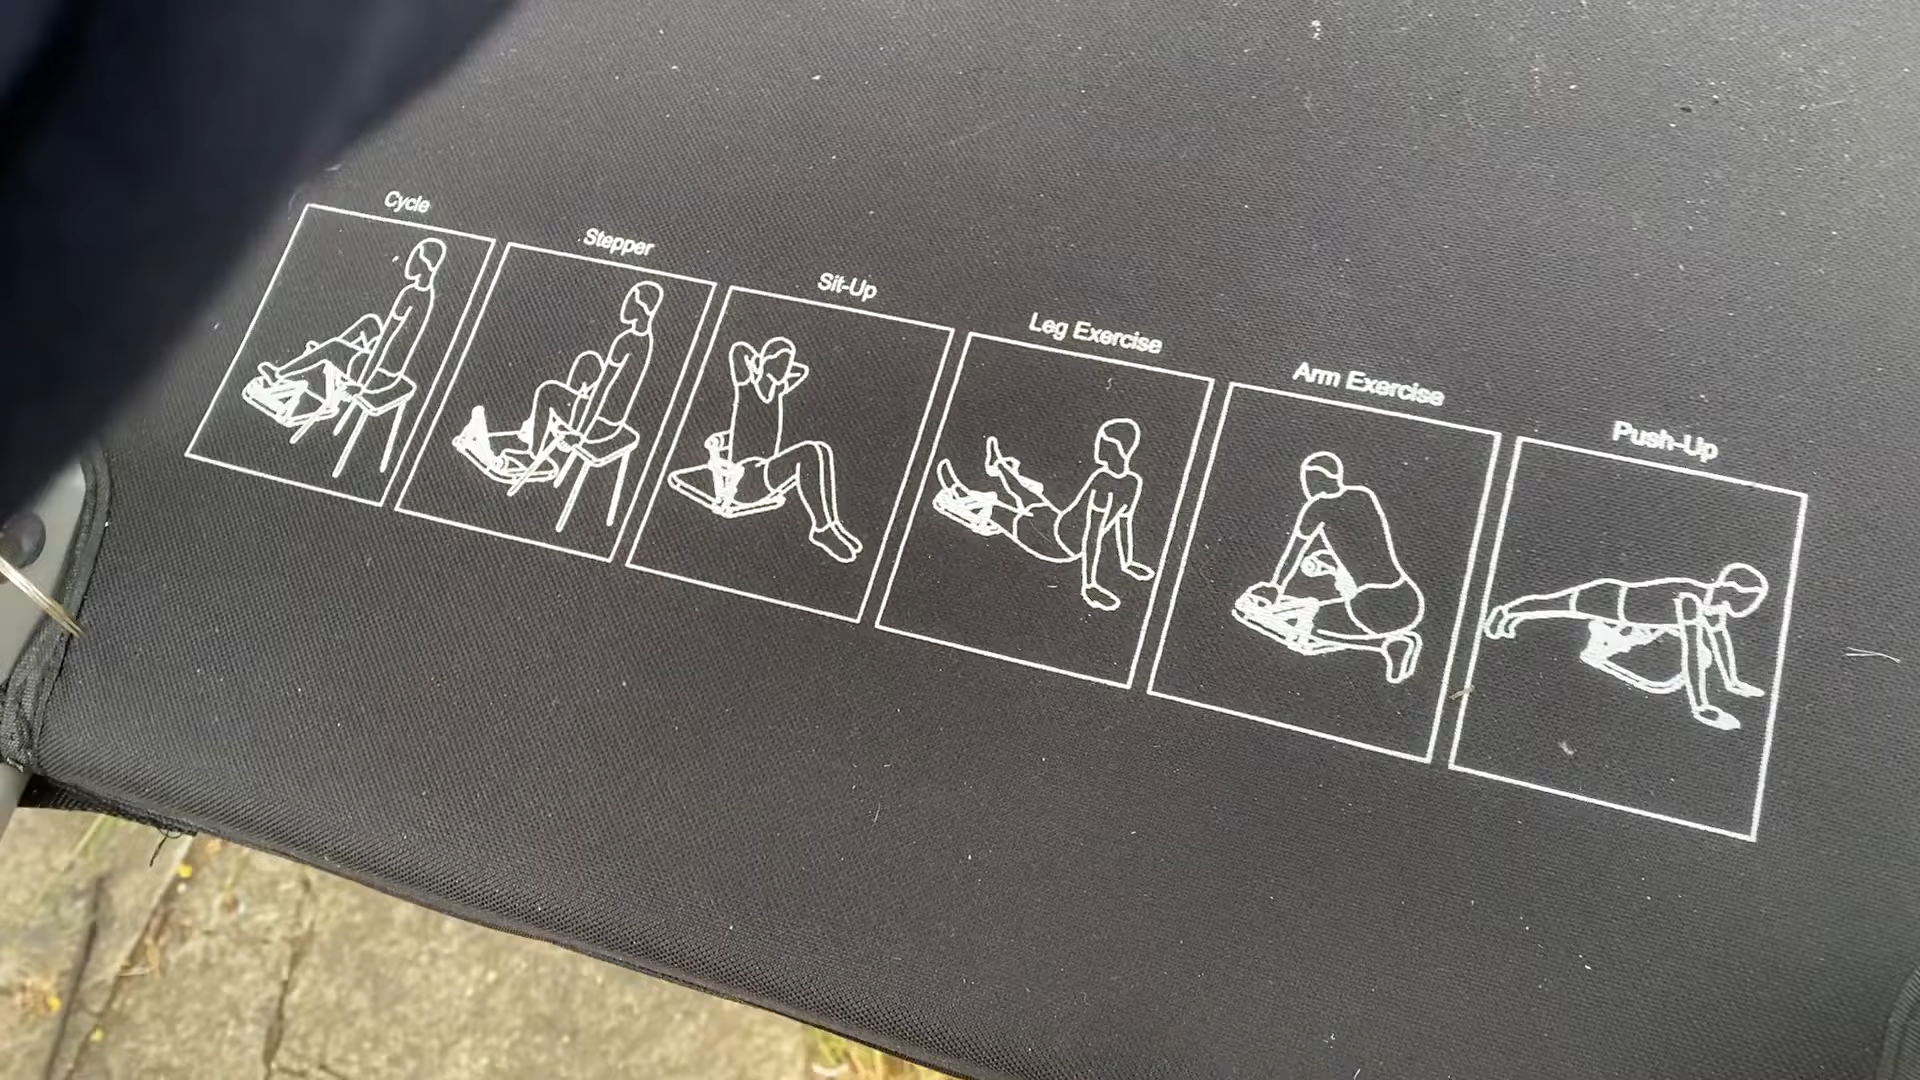 Cycle
Stepper
Sit-Up
Leg Exercise
Arm Exercise
Push-Up